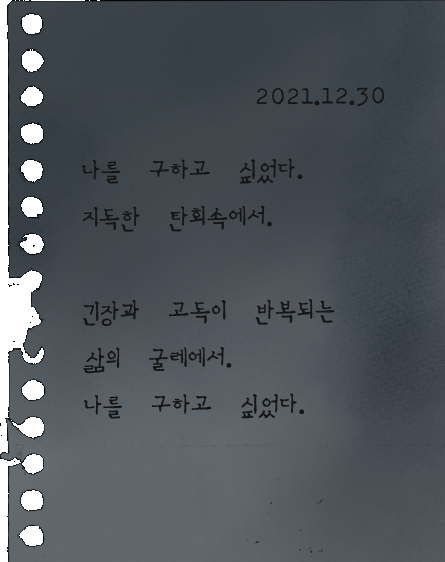 2021.12.30
나를 구하고 싶었다.
지독한 탄회속에서.
긴장과 고독이 반복되는
삶의 굴레에서.
나를 구하고 싶었다.